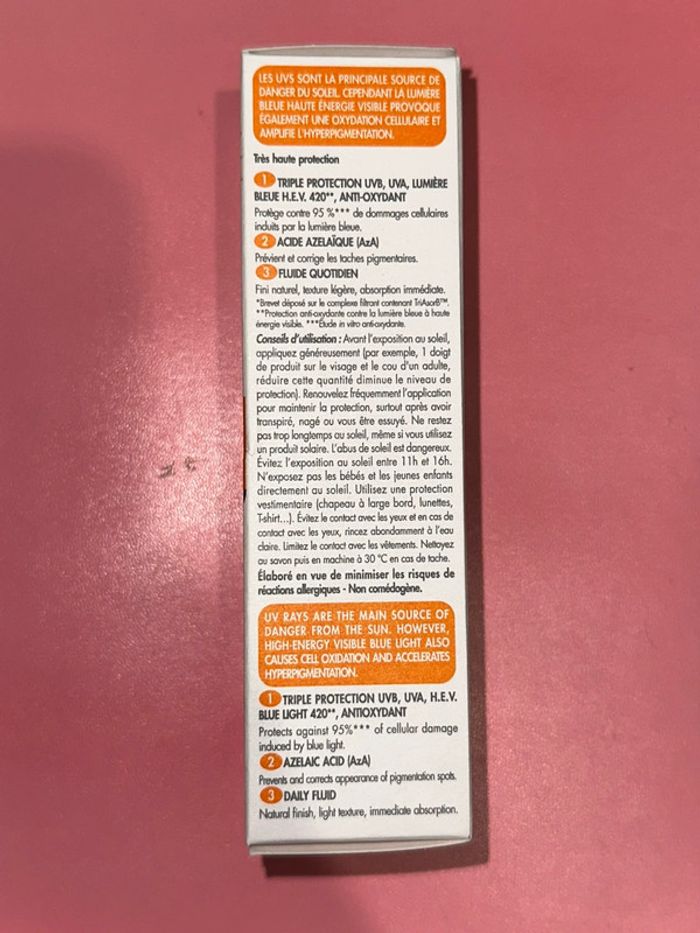 LES UVS SONT LA PRINCIPALE SOURCE DE
DANGER DU SOLEIL. CEPENDANT LA LUMIÈRE
BLEUE HAUTE ÉNERGIE VISIBLE PROVOQUE
ÉGALEMENT UNE OXYDATION CELLULAIRE ET
AMPLIFIE L'HYPERPIGMENTATION.
Très haute protection
1 TRIPLE PROTECTION UVB, UVA, LUMIÈRE
BLEUE H.E.V. 420**, ANTI-OXYDANT
Protège contre 95 %*** de dommages cellulaires
induits par la lumière bleue.
2 ACIDE AZELAÏQUE (AzA)
Prévient et corrige les taches pigmentaires.
3 FLUIDE QUOTIDIEN
Fini naturel, texture légère, absorption immédiate.
*Brevet déposé sur le complexe filtrant contenant TriAsorB™.
**Protection anti-oxydante contre la lumière bleue à haute
énergie visible. ***Étude in vitro anti-oxydante.
Conseils d'utilisation : Avant l'exposition au soleil,
appliquez généreusement (par exemple, 1 doigt
de produit sur le visage et le cou d'un adulte,
réduire cette quantité diminue le niveau de
protection). Renouvelez fréquemment l'application
pour maintenir la protection, surtout après avoir
transpiré, nagé ou vous être essuyé. Ne restez
pas trop longtemps au soleil, même si vous utilisez
un produit solaire. L'abus de soleil est dangereux.
Évitez l'exposition au soleil entre 11h et 16h.
N'exposez pas les bébés et les jeunes enfants
directement au soleil. Utilisez une protection
vestimentaire (chapeau à large bord, lunettes,
T-shirt...). Évitez le contact avec les yeux et en cas de
contact avec les yeux, rincez abondamment à l'eau
claire. Limitez le contact avec les vêtements. Nettoyez
au savon puis en machine à 30 °C en cas de tache.
Élaboré en vue de minimiser les risques de
réactions allergiques - Non comédogène.
UV RAYS ARE THE MAIN SOURCE OF
DANGER FROM THE SUN. HOWEVER,
HIGH-ENERGY VISIBLE BLUE LIGHT ALSO
CAUSES CELL OXIDATION AND ACCELERATES
HYPERPIGMENTATION.
1 TRIPLE PROTECTION UVB, UVA, H.E.V.
BLUE LIGHT 420**, ANTIOXYDANT
Protects against 95%*** of cellular damage
induced by blue light.
2 AZELAIC ACID (AzA)
Prevents and corrects appearance of pigmentation spots.
3 DAILY FLUID
Natural finish, light texture, immediate absorption.